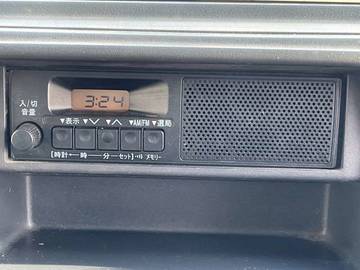 3:24
入/切
音量
▼表示 ▼∨ ▼∧ ▼AM/FM ▼選局
[時計ー時 分 セット] メモリー